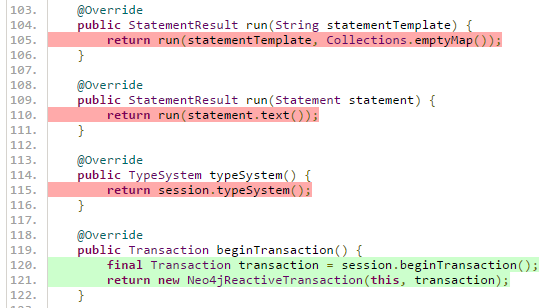 103. @Override
104. public StatementResult run(String statementTemplate) {
105. return run(statementTemplate, Collections.emptyMap());
106. }
107.
108. @Override
109. public StatementResult run(Statement statement) {
110. return run(statement.text());
111. }
112.
113. @Override
114. public TypeSystem typeSystem() {
115. return session.typeSystem();
116. }
117.
118. @Override
119. public Transaction beginTransaction() {
120. final Transaction transaction = session.beginTransaction();
121. return new Neo4jReactiveTransaction(this, transaction);
122. }